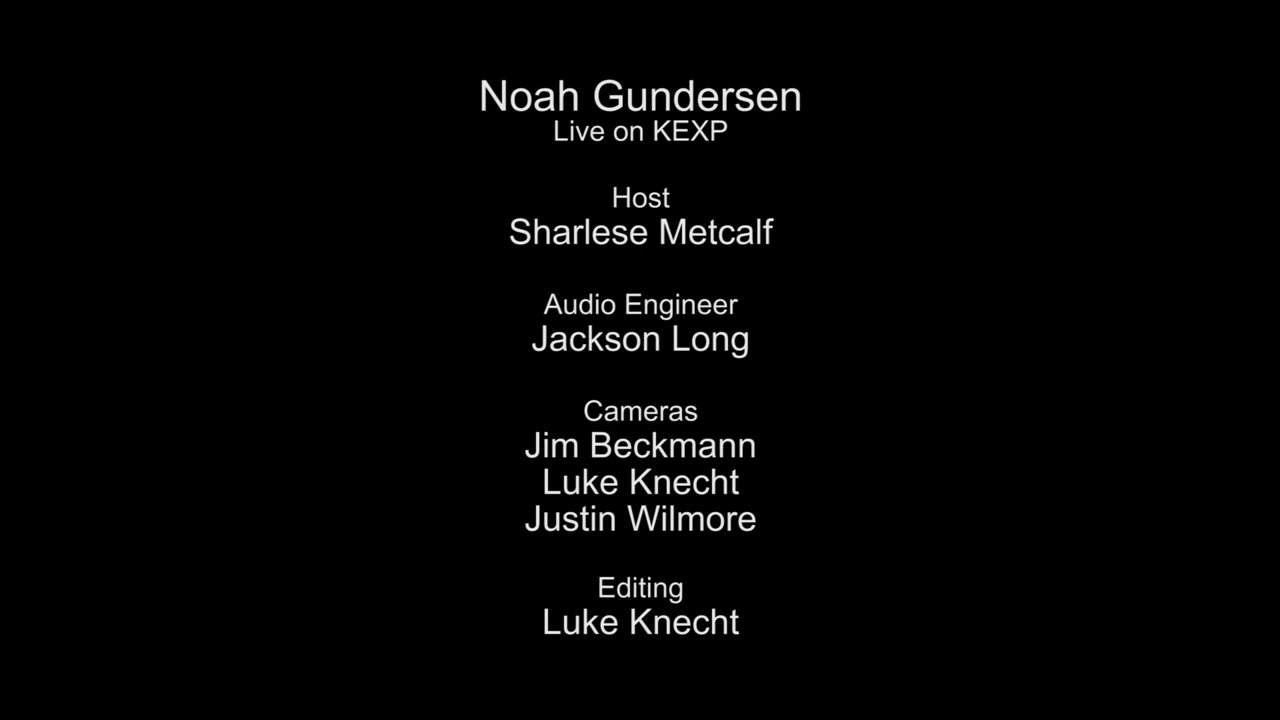 Noah Gundersen
Live on KEXP
Host
Sharlese Metcalf
Audio Engineer
Jackson Long
Cameras
Jim Beckmann
Luke Knecht
Justin Wilmore
Editing
Luke Knecht